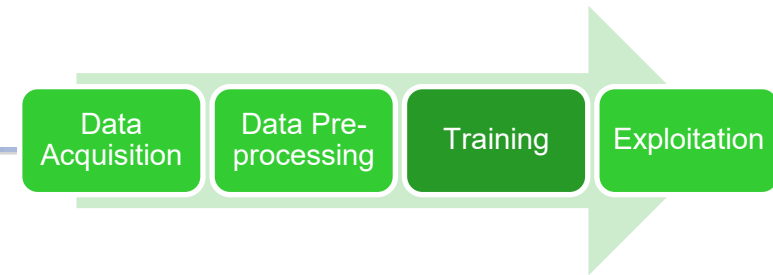 Data
Acquisition
Data Pre-
processing
Training
Exploitation